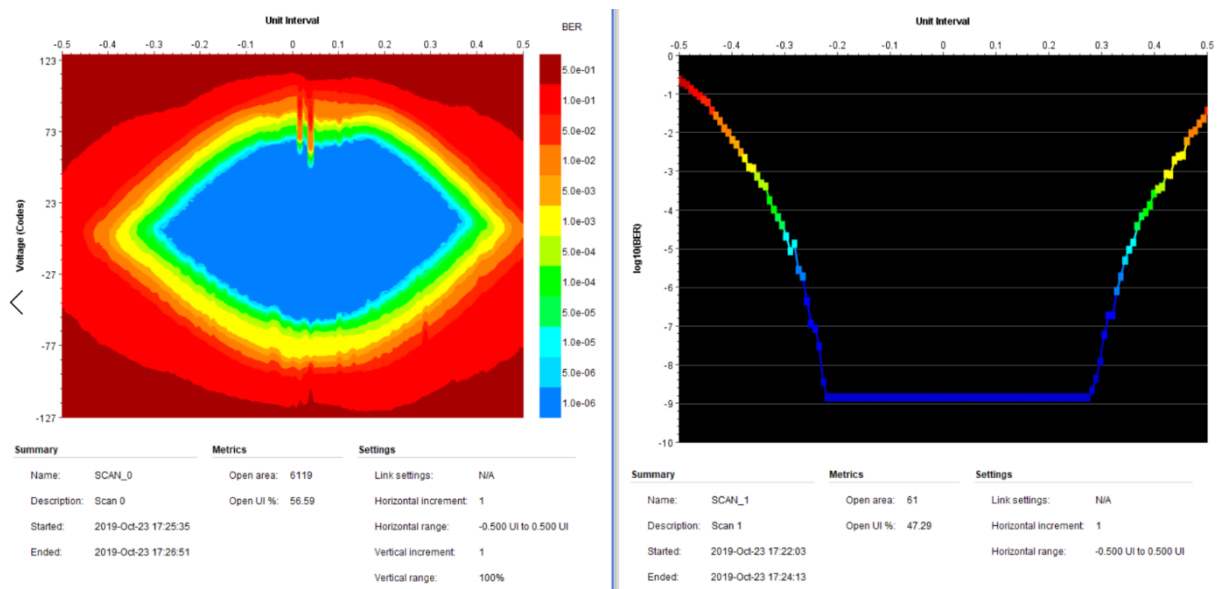 Unit Interval
BER
-0.5 -0.4 -0.3 -0.2 -0.1 0 0.1 0.2 0.3 0.4 0.5
123
73
23
-27
-77
-127
Voltage (Codes)
5.0e-01
1.0e-01
5.0e-02
1.0e-02
5.0e-03
1.0e-03
5.0e-04
1.0e-04
5.0e-05
1.0e-05
5.0e-06
1.0e-06
Summary Metrics Settings
Name: SCAN_0 Open area: 6119 Link settings: N/A
Description: Scan 0 Open UI %: 56.59 Horizontal increment: 1
Started: 2019-Oct-23 17:25:35 Horizontal range: -0.500 UI to 0.500 UI
Ended: 2019-Oct-23 17:26:51 Vertical increment: 1
Vertical range: 100%
Unit Interval
-0.5 -0.4 -0.3 -0.2 -0.1 0 0.1 0.2 0.3 0.4 0.5
0
-1
-2
-3
-4
-5
-6
-7
-8
-9
-10
log10(BER)
Summary Metrics Settings
Name: SCAN_1 Open area: 61 Link settings: N/A
Description: Scan 1 Open UI %: 47.29 Horizontal increment: 1
Started: 2019-Oct-23 17:22:03 Horizontal range: -0.500 UI to 0.500 UI
Ended: 2019-Oct-23 17:24:13